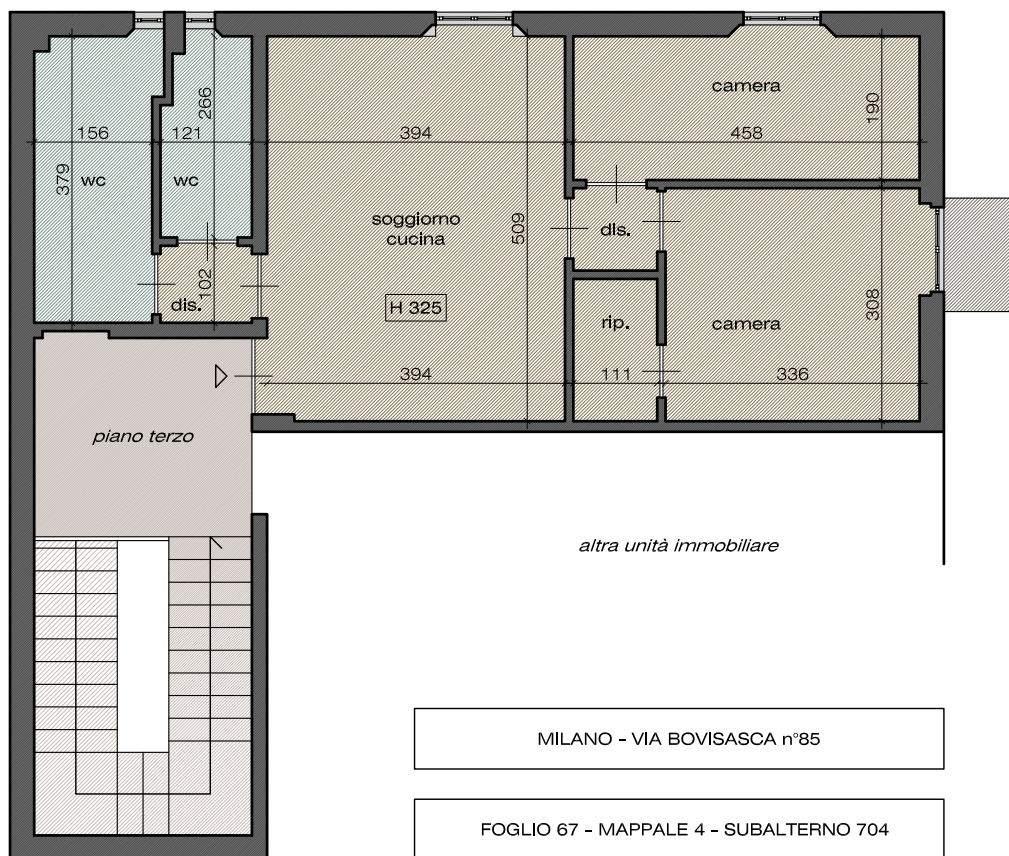 266
camera
190
156
121
394
458
379
wc
wc
soggiorno
cucina
509
dis.
102
dis.
H 325
rip.
camera
308
394
111
336
piano terzo
altra unità immobiliare
MILANO - VIA BOVISASCA n°85
FOGLIO 67 - MAPPALE 4 - SUBALTERNO 704